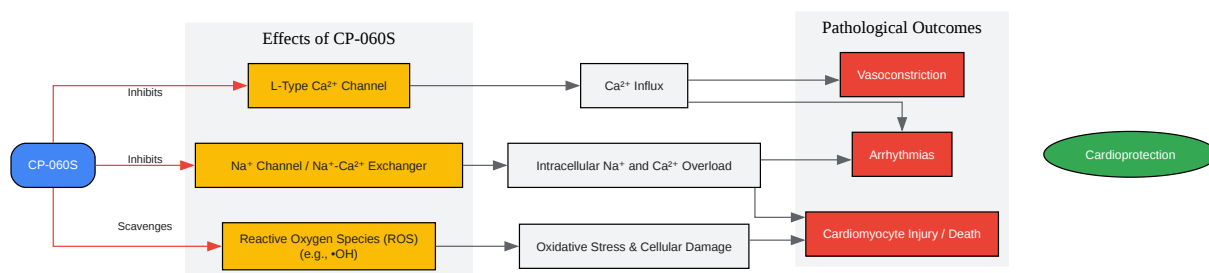 Effects of CP-060S
Pathological Outcomes
L-Type Ca²⁺ Channel
Ca²⁺ Influx
Vasoconstriction
Inhibits
CP-060S
Inhibits
Na⁺ Channel / Na⁺-Ca²⁺ Exchanger
Intracellular Na⁺ and Ca²⁺ Overload
Arrhythmias
Cardioprotection
Scavenges
Reactive Oxygen Species (ROS)
(e.g., •OH)
Oxidative Stress & Cellular Damage
Cardiomyocyte Injury / Death